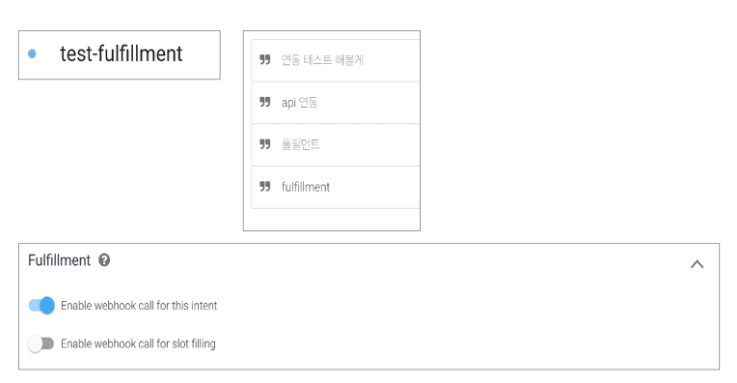 test-fulfillment
연동 테스트 해볼게
api 연동
풀필먼트
fulfillment
Fulfillment
Enable webhook call for this intent
Enable webhook call for slot filling